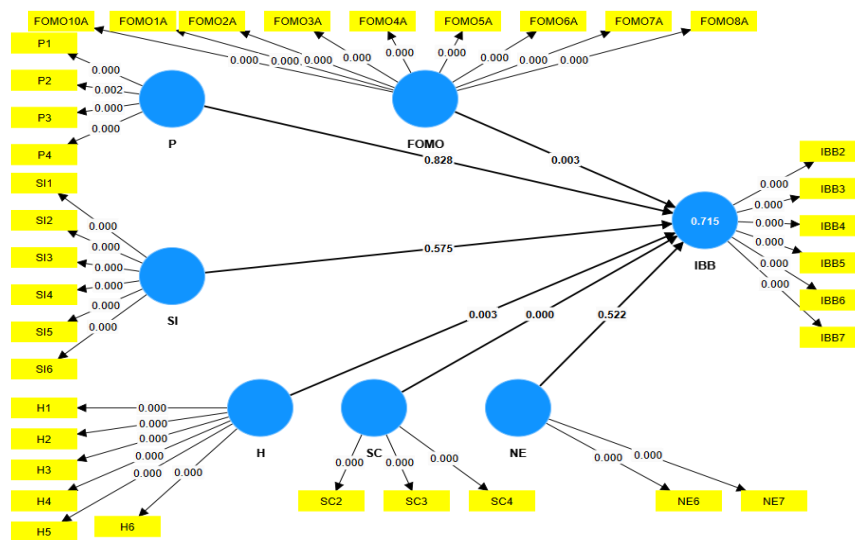 FOMO10A FOMO1A FOMO2A FOMO3A FOMO4A FOMO5A FOMO6A FOMO7A FOMO8A
0.000 0.000 0.000 0.000 0.000 0.000 0.000 0.000 0.000
P1
P2
P3
P4
0.000
0.002
0.000
0.000
P
FOMO
0.828
0.003
SI1
SI2
SI3
SI4
SI5
SI6
0.000
0.000
0.000
0.000
0.000
0.000
SI
0.575
0.715
IBB
0.000
0.000
0.000
0.000
0.000
0.000
IBB2
IBB3
IBB4
IBB5
IBB6
IBB7
0.003
0.000
0.522
H1
H2
H3
H4
H5
H6
0.000
0.000
0.000
0.000
0.000
0.000
H
SC
NE
0.000 0.000 0.000
SC2 SC3 SC4
0.000 0.000
NE6 NE7